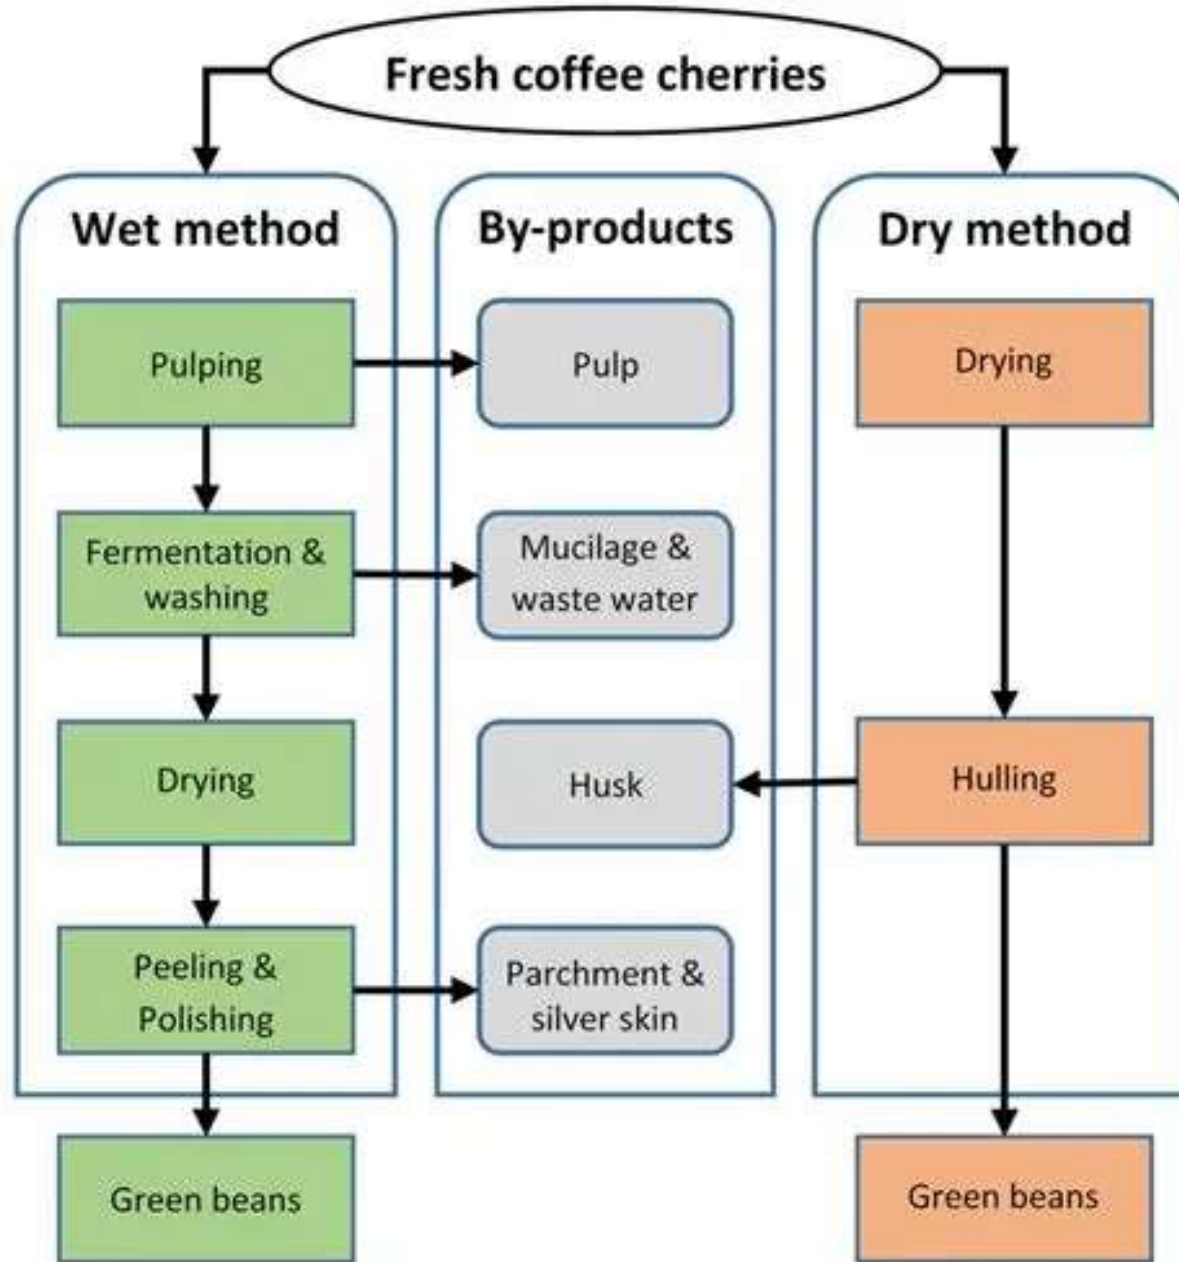 Fresh coffee cherries
Wet method
By-products
Dry method
Pulping
Pulp
Drying
Fermentation &
washing
Mucilage &
waste water
Drying
Husk
Hulling
Peeling &
Polishing
Parchment &
silver skin
Green beans
Green beans